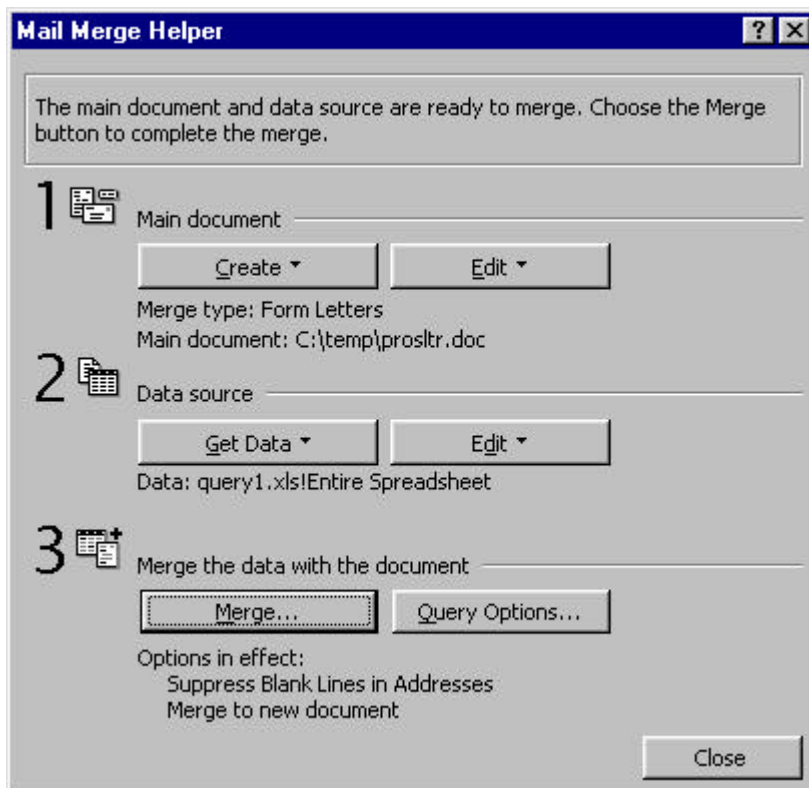 Mail Merge Helper
The main document and data source are ready to merge. Choose the Merge
button to complete the merge.
1 Main document
Create Edit
Merge type: Form Letters
Main document: C:\temp\prosltr.doc
2 Data source
Get Data Edit
Data: query1.xls!Entire Spreadsheet
3 Merge the data with the document
Merge... Query Options...
Options in effect:
Suppress Blank Lines in Addresses
Merge to new document
Close